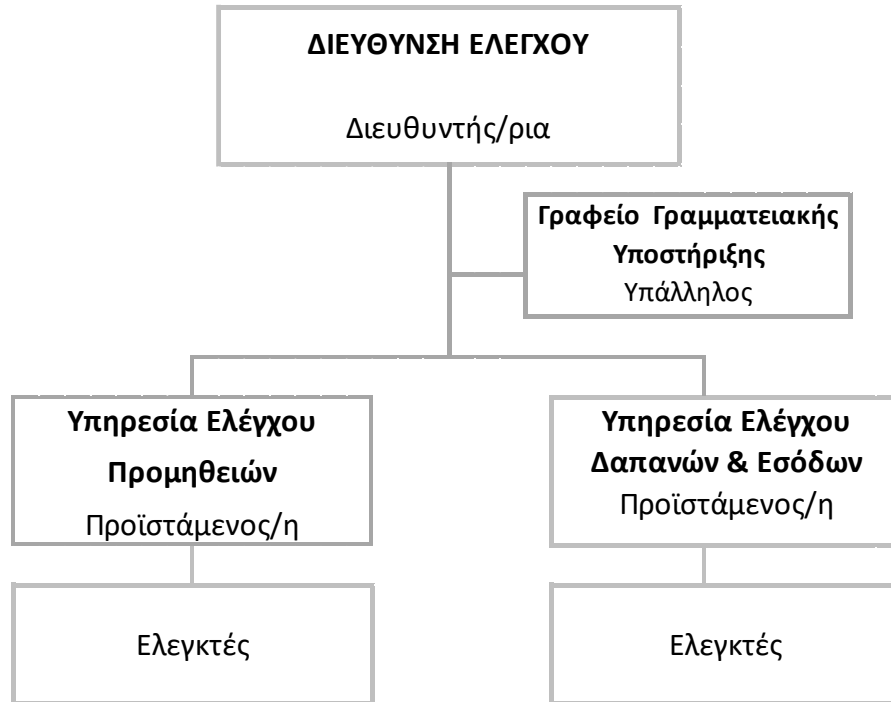 ΔΙΕΥΘΥΝΣΗ ΕΛΕΓΧΟΥ
Διευθυντής/ρια
Γραφείο Γραμματειακής
Υποστήριξης
Υπάλληλος
Υπηρεσία Ελέγχου
Προμηθειών
Προϊστάμενος/η
Υπηρεσία Ελέγχου
Δαπανών & Εσόδων
Προϊστάμενος/η
Ελεγκτές
Ελεγκτές